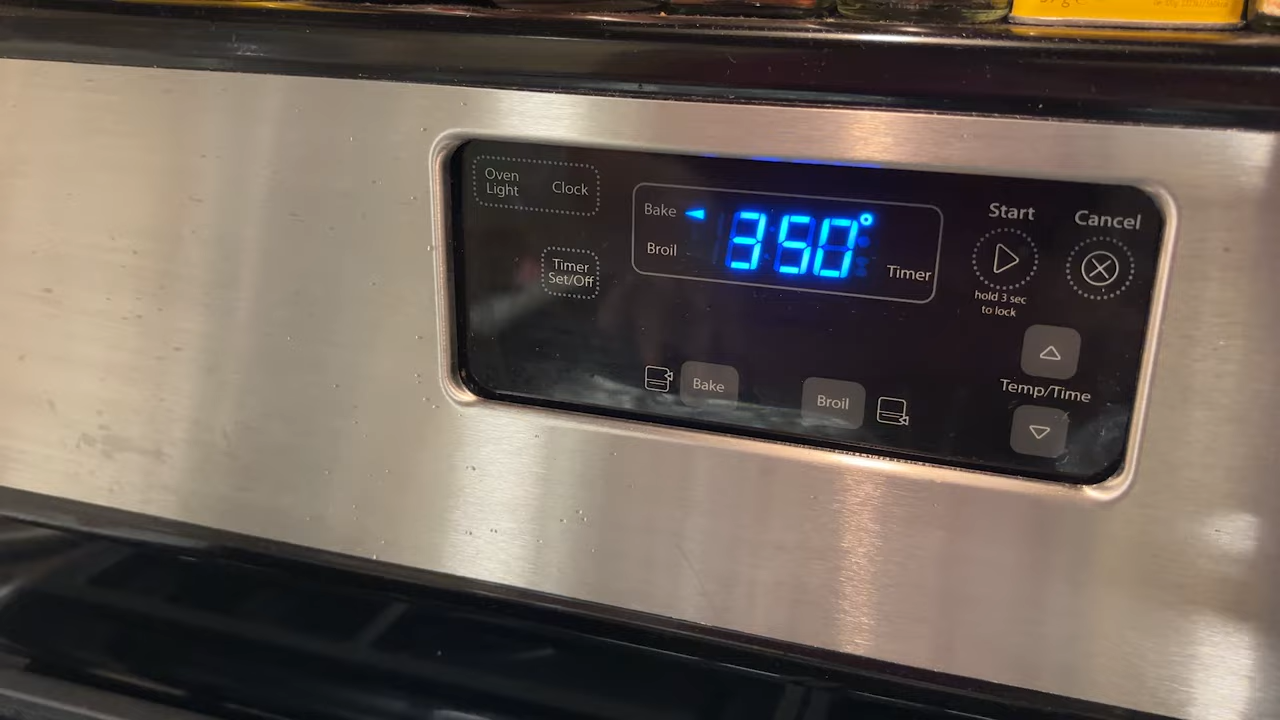 Oven
Light
Clock
Timer
Set/Off
Bake
350°
Broil
Timer
Start
hold 3 sec
to lock
Cancel
Bake
Broil
Temp/Time